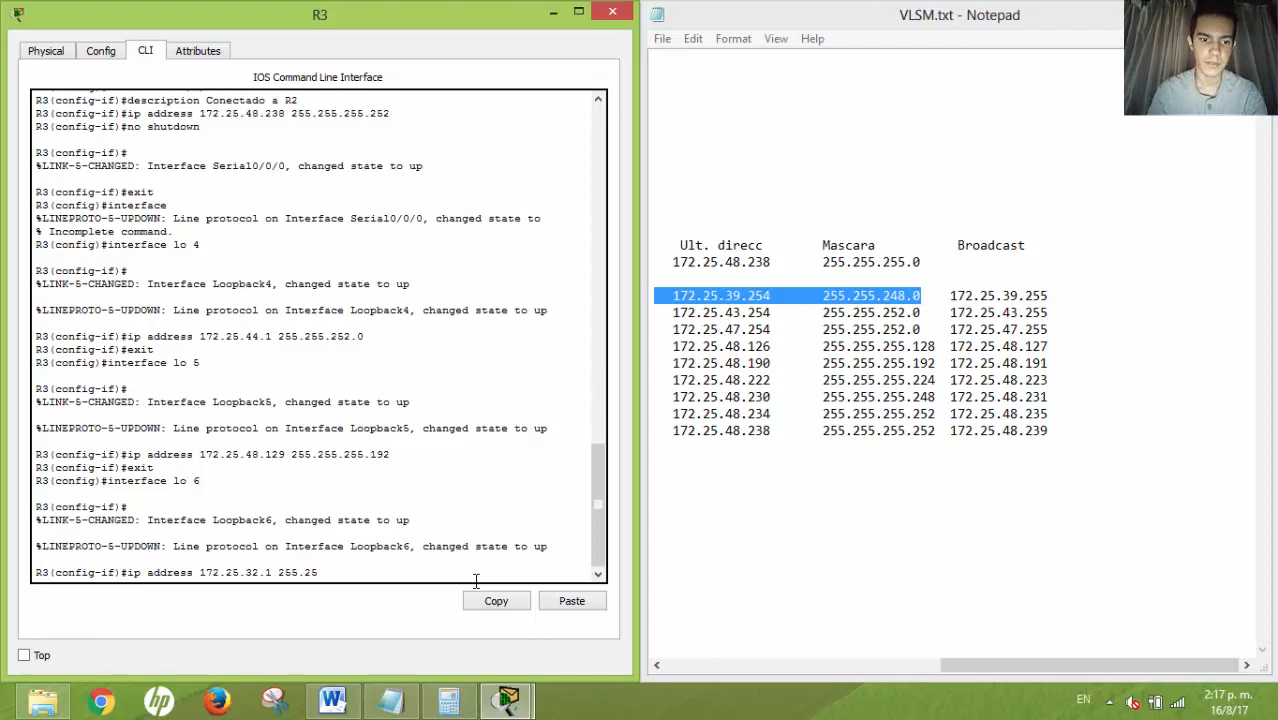 R3
VLSM.txt - Notepad
Physical
Config
CLI
Attributes
File
Edit
Format
View
Help
IOS Command Line Interface
R3(config-if)#description Conectado a R2
R3(config-if)#ip address 172.25.48.238 255.255.255.252
R3(config-if)#no shutdown
R3(config-if)#
%LINK-5-CHANGED: Interface Serial0/0/0, changed state to up
R3(config-if)#exit
R3(config)#interface
%LINEPROTO-5-UPDOWN: Line protocol on Interface Serial0/0/0, changed state to
% Incomplete command.
R3(config)#interface lo 4
R3(config-if)#
%LINK-5-CHANGED: Interface Loopback4, changed state to up
%LINEPROTO-5-UPDOWN: Line protocol on Interface Loopback4, changed state to up
R3(config-if)#ip address 172.25.44.1 255.255.252.0
R3(config-if)#exit
R3(config)#interface lo 5
R3(config-if)#
%LINK-5-CHANGED: Interface Loopback5, changed state to up
%LINEPROTO-5-UPDOWN: Line protocol on Interface Loopback5, changed state to up
R3(config-if)#ip address 172.25.48.129 255.255.255.192
R3(config-if)#exit
R3(config)#interface lo 6
R3(config-if)#
%LINK-5-CHANGED: Interface Loopback6, changed state to up
%LINEPROTO-5-UPDOWN: Line protocol on Interface Loopback6, changed state to up
R3(config-if)#ip address 172.25.32.1 255.25
Copy
Paste
Top
Ult. direcc Mascara Broadcast
172.25.48.238 255.255.255.0
172.25.39.254 255.255.248.0 172.25.39.255
172.25.43.254 255.255.252.0 172.25.43.255
172.25.47.254 255.255.252.0 172.25.47.255
172.25.48.126 255.255.255.128 172.25.48.127
172.25.48.190 255.255.255.192 172.25.48.191
172.25.48.222 255.255.255.224 172.25.48.223
172.25.48.230 255.255.255.248 172.25.48.231
172.25.48.234 255.255.255.252 172.25.48.235
172.25.48.238 255.255.255.252 172.25.48.239
hp
W
EN
2:17 p. m.
16/8/17